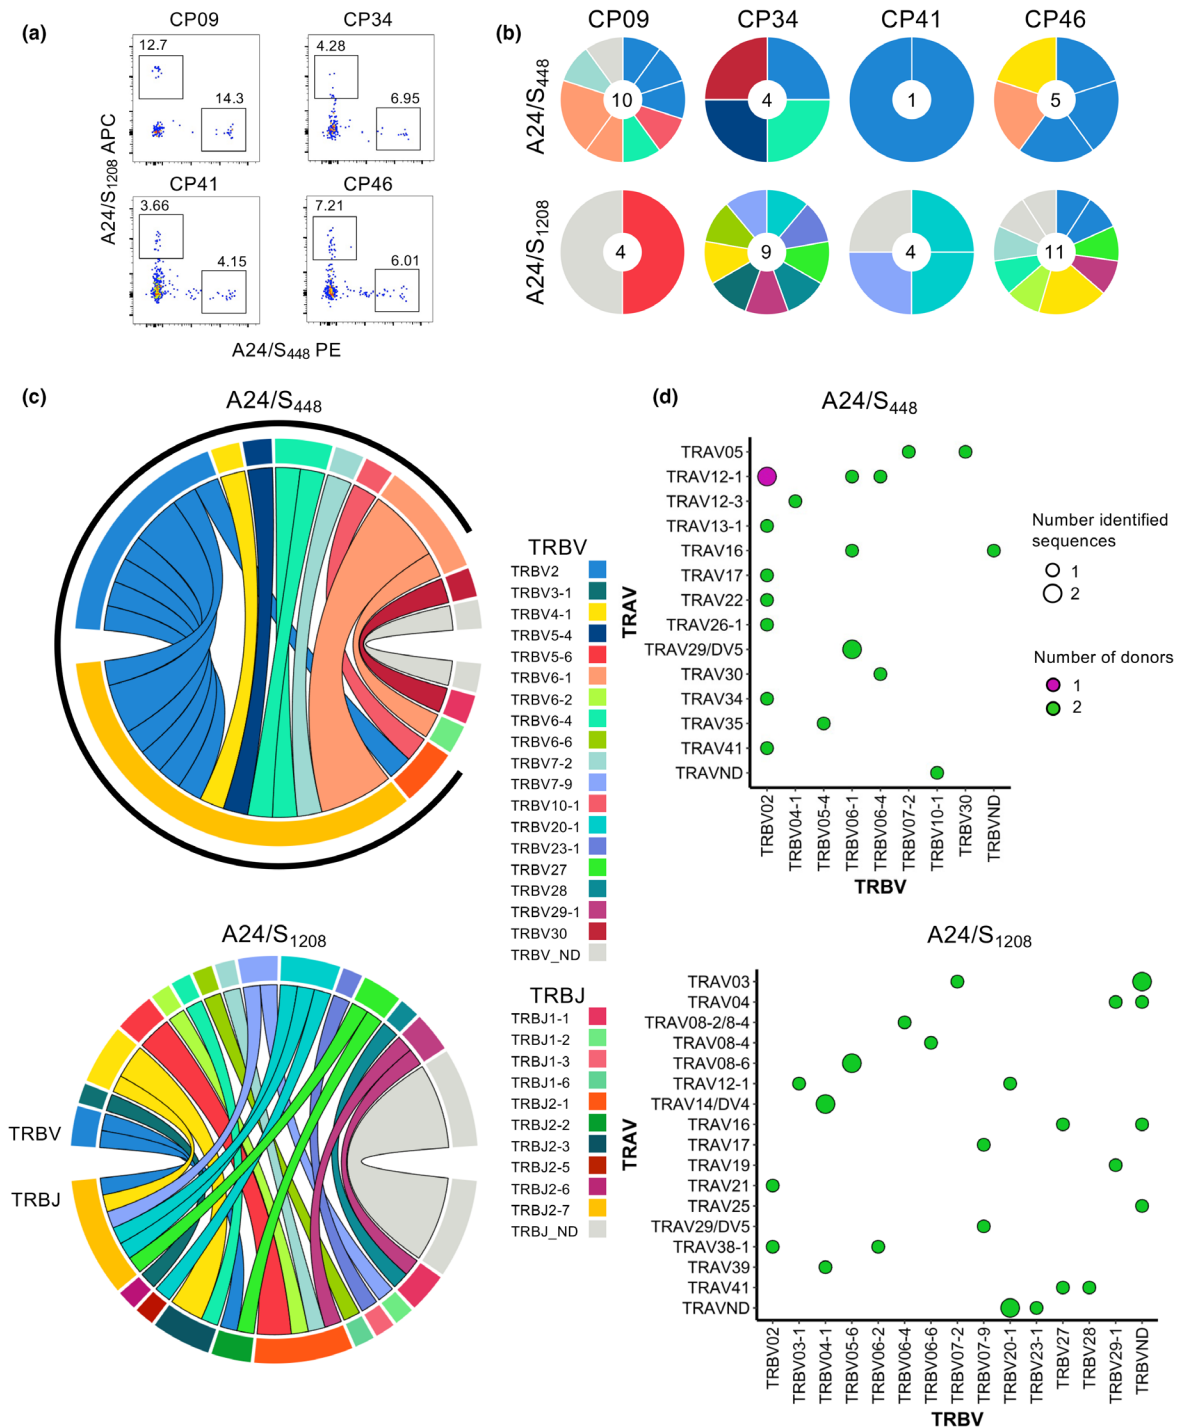 (a)
CP09
CP34
12.7
14.3
4.28
6.95
CP41
CP46
3.66
4.15
7.21
6.01
A24/S1208 APC
A24/S448 PE
(b)
CP09
CP34
CP41
CP46
A24/S448
10
4
1
5
A24/S1208
4
9
4
11
(c)
A24/S448
TRBV
TRBV2
TRBV3-1
TRBV4-1
TRBV5-4
TRBV5-6
TRBV6-1
TRBV6-2
TRBV6-4
TRBV6-6
TRBV7-2
TRBV7-9
TRBV10-1
TRBV20-1
TRBV23-1
TRBV27
TRBV28
TRBV29-1
TRBV30
TRBV_ND
A24/S1208
TRBV
TRBJ
TRBJ
TRBJ1-1
TRBJ1-2
TRBJ1-3
TRBJ1-6
TRBJ2-1
TRBJ2-2
TRBJ2-3
TRBJ2-5
TRBJ2-6
TRBJ2-7
TRBJ_ND
(d)
A24/S448
TRAV
TRAV05
TRAV12-1
TRAV12-3
TRAV13-1
TRAV16
TRAV17
TRAV22
TRAV26-1
TRAV29/DV5
TRAV30
TRAV34
TRAV35
TRAV41
TRAVND
TRBV02
TRBV04-1
TRBV05-4
TRBV06-1
TRBV06-4
TRBV07-2
TRBV10-1
TRBV30
TRBVND
TRBV
Number identified
sequences
1
2
Number of donors
1
2
A24/S1208
TRAV
TRAV03
TRAV04
TRAV08-2/8-4
TRAV08-4
TRAV08-6
TRAV12-1
TRAV14/DV4
TRAV16
TRAV17
TRAV19
TRAV21
TRAV25
TRAV29/DV5
TRAV38-1
TRAV39
TRAV41
TRAVND
TRBV02
TRBV03-1
TRBV04-1
TRBV05-6
TRBV06-2
TRBV06-4
TRBV06-6
TRBV07-2
TRBV07-9
TRBV20-1
TRBV23-1
TRBV27
TRBV28
TRBV29-1
TRBVND
TRBV